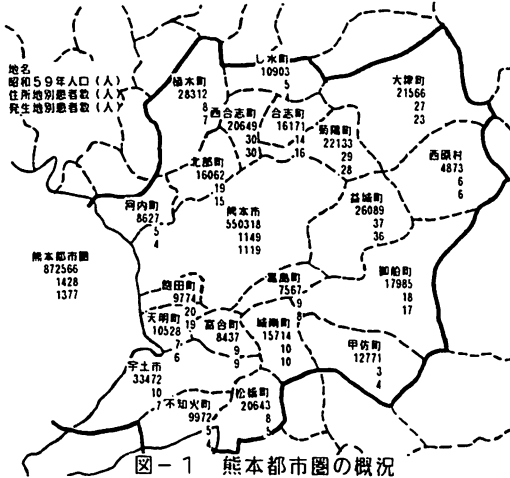 地名
昭和59年人口(人)
住所地別患者数(人)
発生地別患者数(人)
植木町
28312
8
7
し水町
10903
5
大津町
21566
27
23
西合志町
20649
30
30
合志町
16171
14
16
菊陽町
22133
29
28
西原村
4873
6
6
北部町
16062
19
15
河内町
8627
5
4
熊本市
550318
1149
1119
益城町
26089
37
36
熊本都市圏
872566
1428
1377
御船町
17985
18
17
飽田町
9774
20
19
嘉島町
7567
9
8
天明町
10528
7
6
富合町
8437
9
9
城南町
15714
10
10
甲佐町
12771
3
4
宇土市
33472
10
7
不知火町
9972
5
松橋町
20643
8
5
図-1 熊本都市圏の概況